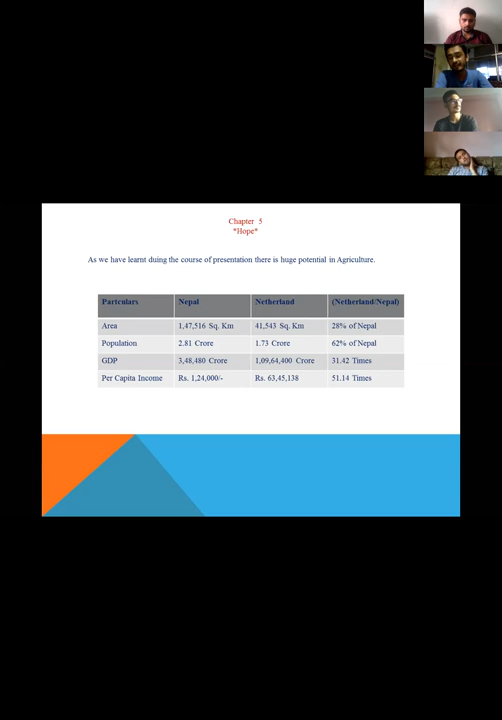 Chapter 5
"Hope"
As we have learnt duing the course of presentation there is huge potential in Agriculture.
Partculars Nepal Netherland (Netherland/Nepal)
Area 1,47,516 Sq. Km 41,543 Sq. Km 28% of Nepal
Population 2.81 Crore 1.73 Crore 62% of Nepal
GDP 3,48,480 Crore 1,09,64,400 Crore 31.42 Times
Per Capita Income Rs. 1,24,000/- Rs. 63,45,138 51.14 Times